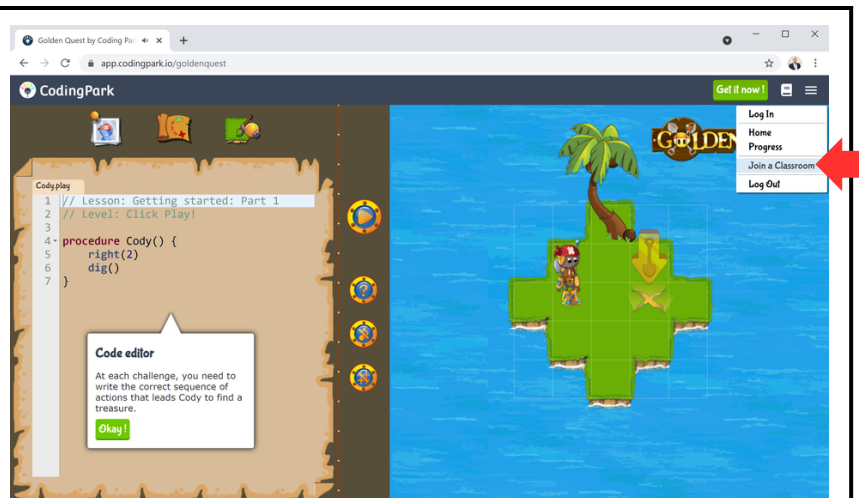 Golden Quest by Coding Par
app.codingpark.io/goldenquest
CodingPark
Get it now!
Log In
Home
Progress
Join a Classroom
Log Out
GOLDEN
Cody.play
1 // Lesson: Getting started: Part 1
2 // Level: Click Play!
3
4 procedure Cody() {
5 right(2)
6 dig()
7 }
Code editor
At each challenge, you need to
write the correct sequence of
actions that leads Cody to find a
treasure.
Okay!